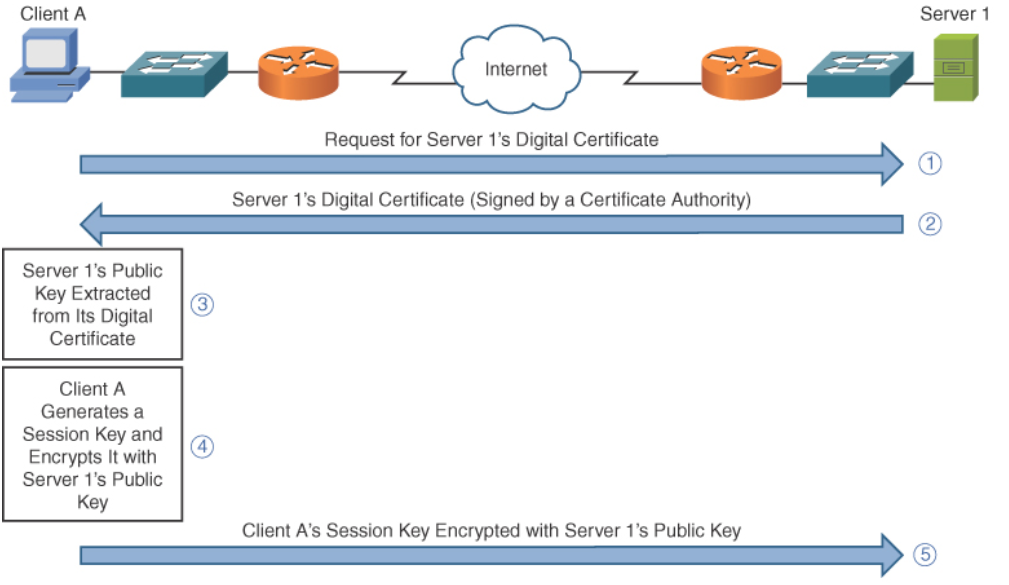 Client A
Server 1
Internet
Request for Server 1's Digital Certificate
1
Server 1's Digital Certificate (Signed by a Certificate Authority)
2
Server 1's Public
Key Extracted
from Its Digital
Certificate
3
Client A
Generates a
Session Key and
Encrypts It with
Server 1's Public
Key
4
Client A's Session Key Encrypted with Server 1's Public Key
5